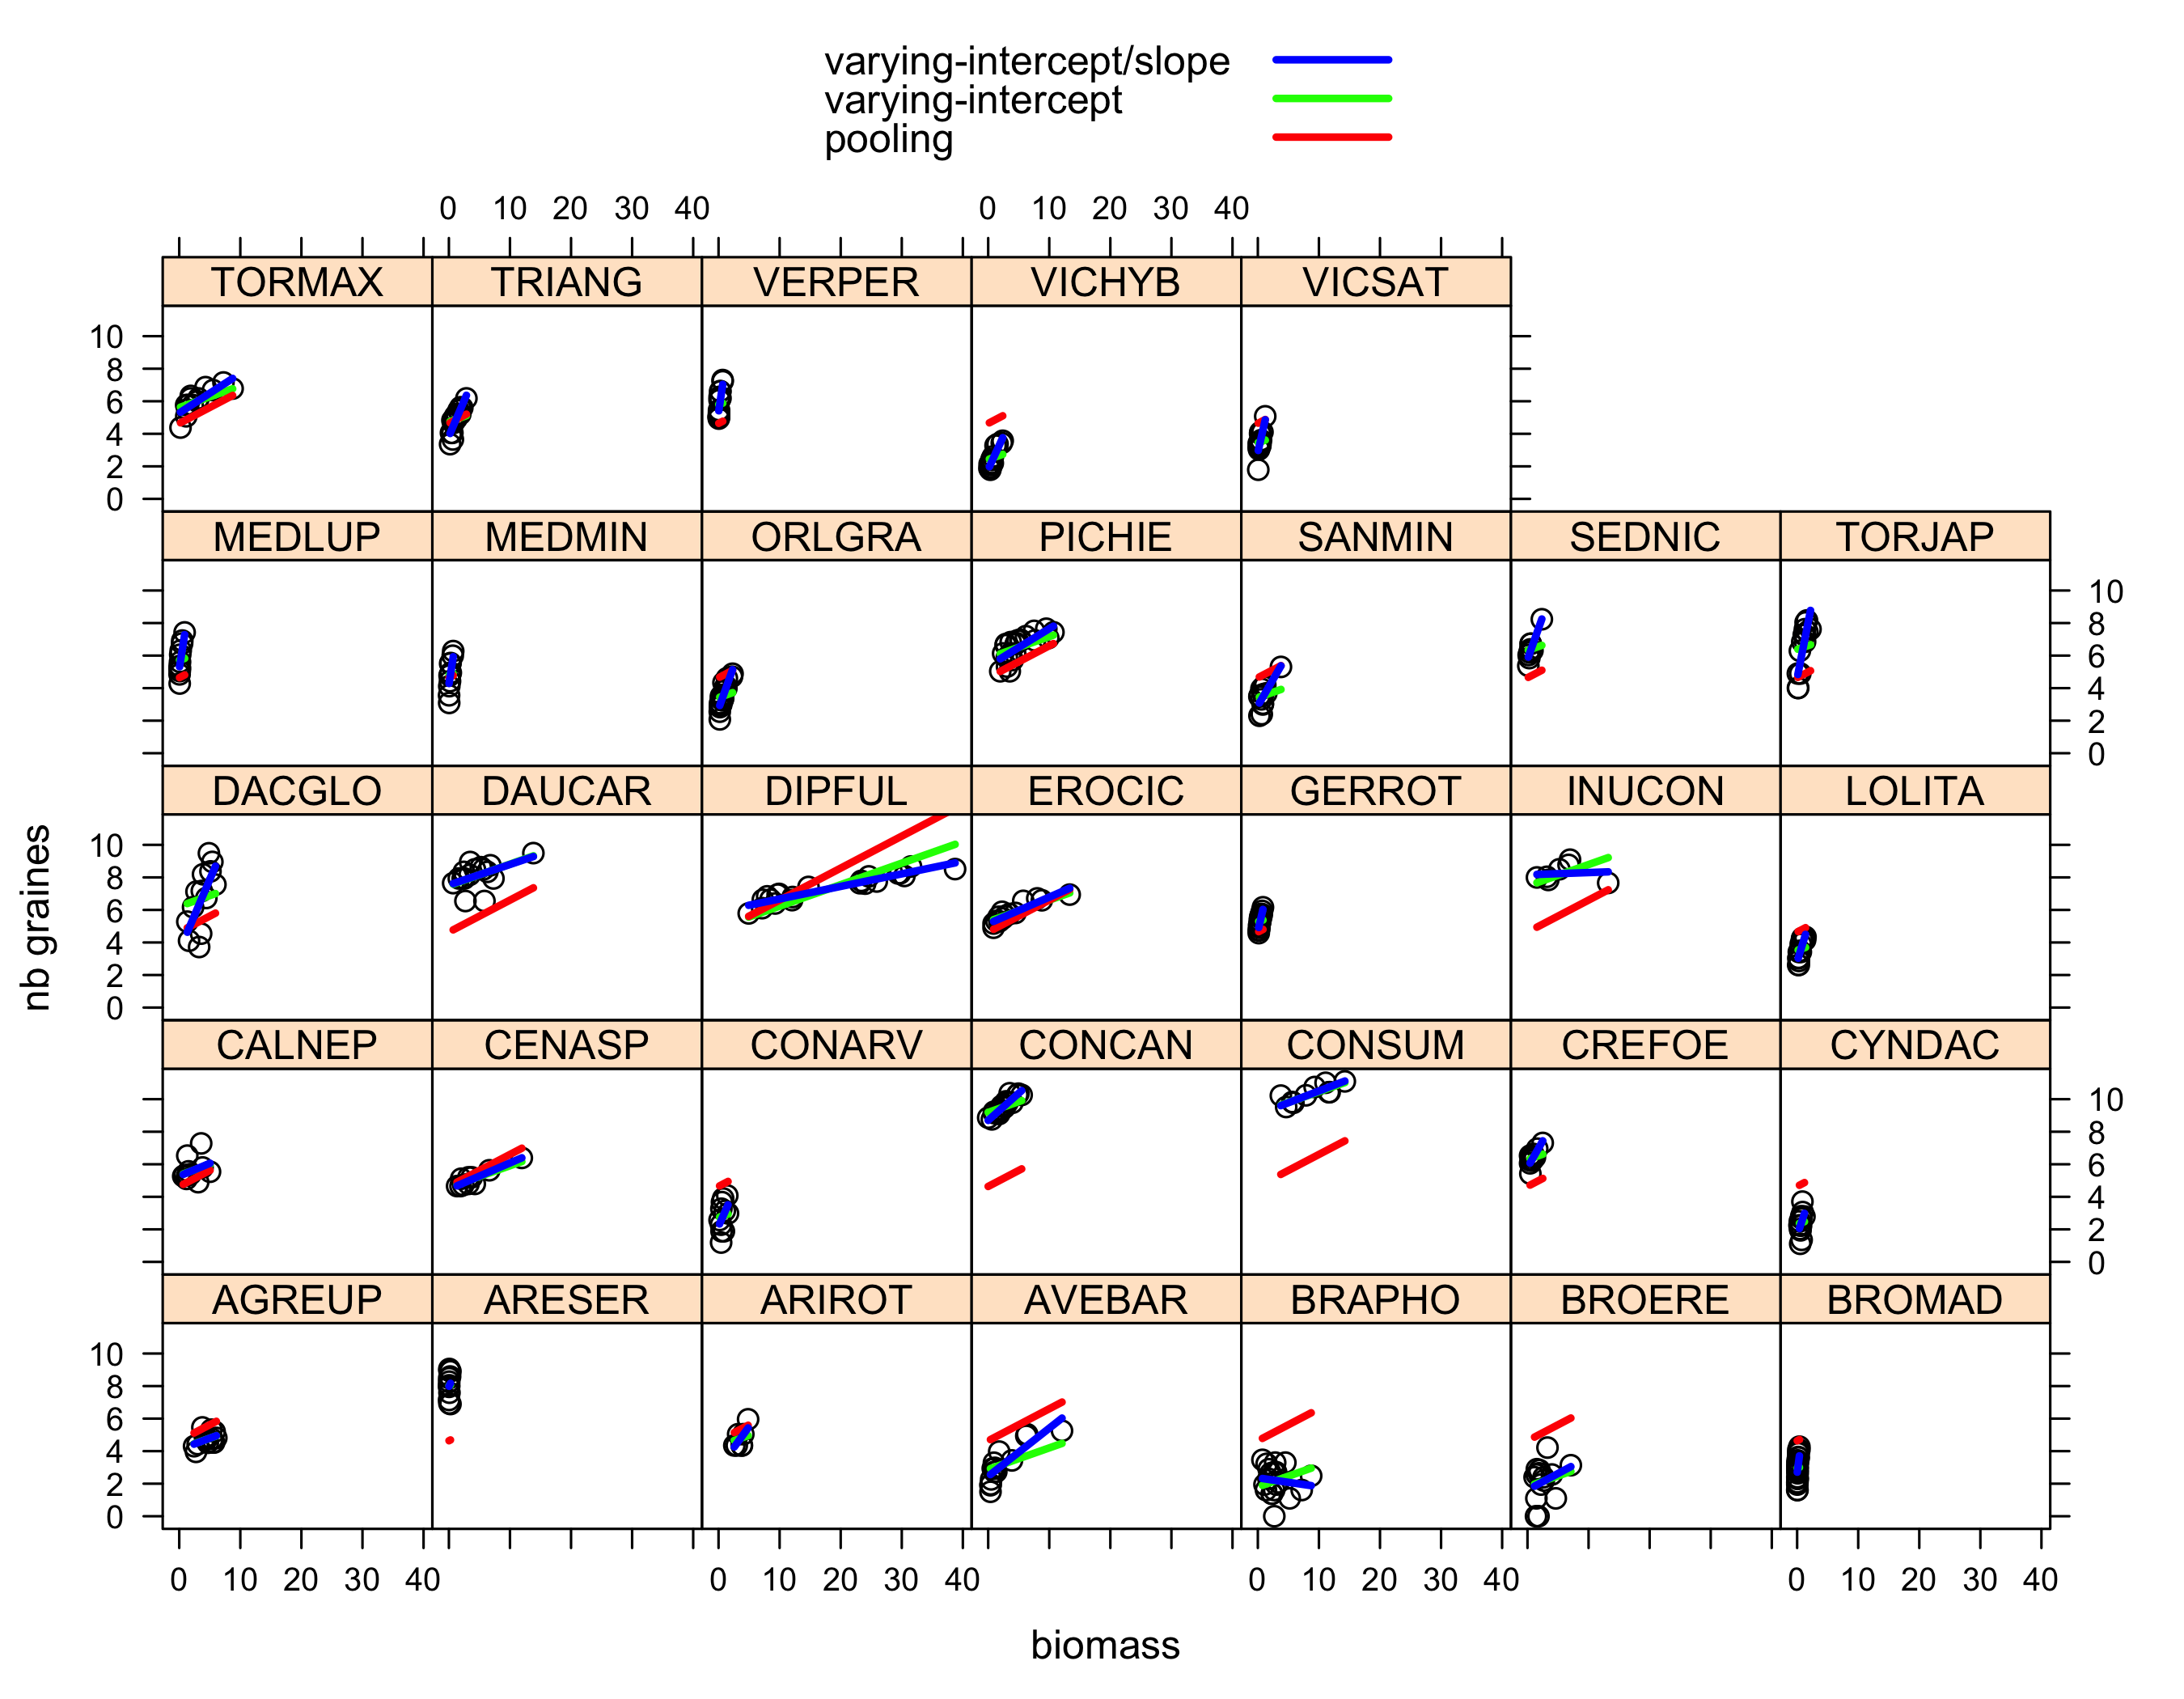 varying-intercept/slope
varying-intercept
pooling
0 10 20 30 40 0 10 20 30 40
TORMAX TRIANG VERPER VICHYB VICSAT
10
8
6
4
2
0
MEDLUP MEDMIN ORLGRA PICHIE SANMIN SEDNIC TORJAP
10
8
6
4
2
0
DACGLO DAUCAR DIPFUL EROCIC GERROT INUCON LOLITA
10
8
6
4
2
0
nb graines
CALNEP CENASP CONARV CONCAN CONSUM CREFOE CYNDAC
10
8
6
4
2
0
AGREUP ARESER ARIROT AVEBAR BRAPHO BROERE BROMAD
10
8
6
4
2
0
0 10 20 30 40 0 10 20 30 40 0 10 20 30 40 0 10 20 30 40
biomass